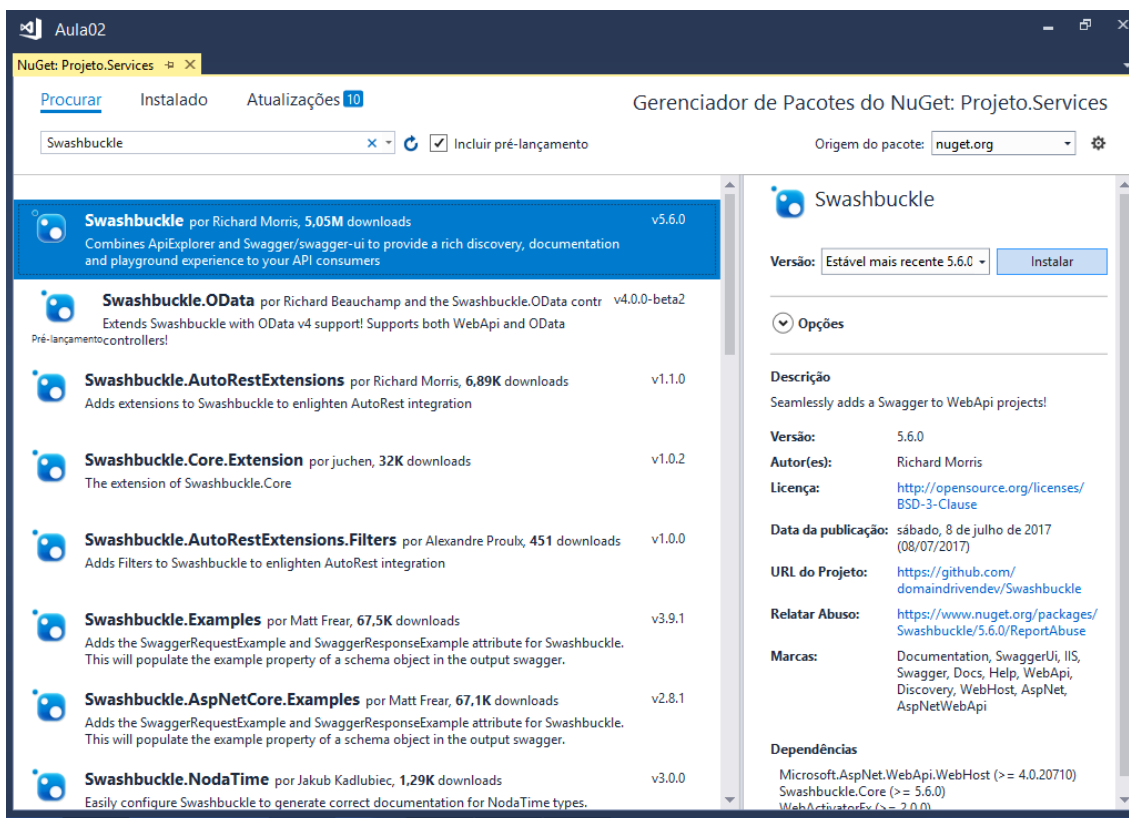 Aula02
NuGet: Projeto.Services
Procurar Instalado Atualizações 10
Gerenciador de Pacotes do NuGet: Projeto.Services
Swashbuckle
Incluir pré-lançamento
Origem do pacote: nuget.org
Swashbuckle por Richard Morris, 5,05M downloads v5.6.0
Combines ApiExplorer and Swagger/swagger-ui to provide a rich discovery, documentation
and playground experience to your API consumers
Swashbuckle.OData por Richard Beauchamp and the Swashbuckle.OData contr v4.0.0-beta2
Extends Swashbuckle with OData v4 support! Supports both WebApi and OData
Pré-lançamento controllers!
Swashbuckle.AutoRestExtensions por Richard Morris, 6,89K downloads v1.1.0
Adds extensions to Swashbuckle to enlighten AutoRest integration
Swashbuckle.Core.Extension por juchen, 32K downloads v1.0.2
The extension of Swashbuckle.Core
Swashbuckle.AutoRestExtensions.Filters por Alexandre Proulx, 451 downloads v1.0.0
Adds Filters to Swashbuckle to enlighten AutoRest integration
Swashbuckle.Examples por Matt Frear, 67,5K downloads v3.9.1
Adds the SwaggerRequestExample and SwaggerResponseExample attribute for Swashbuckle.
This will populate the example property of a schema object in the output swagger.
Swashbuckle.AspNetCore.Examples por Matt Frear, 67,1K downloads v2.8.1
Adds the SwaggerRequestExample and SwaggerResponseExample attribute for Swashbuckle.
This will populate the example property of a schema object in the output swagger.
Swashbuckle.NodaTime por Jakub Kadlubiec, 1,29K downloads v3.0.0
Easily configure Swashbuckle to generate correct documentation for NodaTime types.
Swashbuckle
Versão: Estável mais recente 5.6.0 Instalar
Opções
Descrição
Seamlessly adds a Swagger to WebApi projects!
Versão: 5.6.0
Autor(es): Richard Morris
Licença: http://opensource.org/licenses/
BSD-3-Clause
Data da publicação: sábado, 8 de julho de 2017
(08/07/2017)
URL do Projeto: https://github.com/
domaindrivendev/Swashbuckle
Relatar Abuso: https://www.nuget.org/packages/
Swashbuckle/5.6.0/ReportAbuse
Marcas: Documentation, SwaggerUi, IIS,
Swagger, Docs, Help, WebApi,
Discovery, WebHost, AspNet,
AspNetWebApi
Dependências
Microsoft.AspNet.WebApi.WebHost (>= 4.0.20710)
Swashbuckle.Core (>= 5.6.0)
WebActivatorEx (>= 2.0.0)